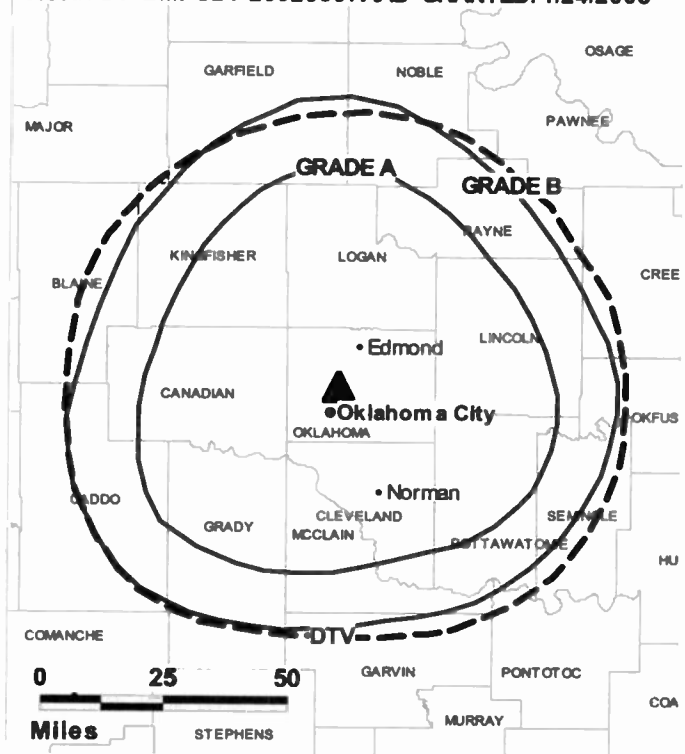 GRANTED:
OSAGE
GARFIELD
NOBLE
MAJOR
PAWNEE
GRADE A
GRADE B
PAYNE
KINGFISHER
LOGAN
BLAINE
CREE
LINCOLN
Edmond
CANADIAN
Oklahoma City
OKFUS
OKLAHOMA
Norman
CADDO
CLEVELAND
SEMINOLE
GRADY
MCCLAIN
POTTAWATOMIE
HU
COMANCHE
DTV
GARVIN
PONTOTOC
0 25 50
COA
Miles
MURRAY
STEPHENS